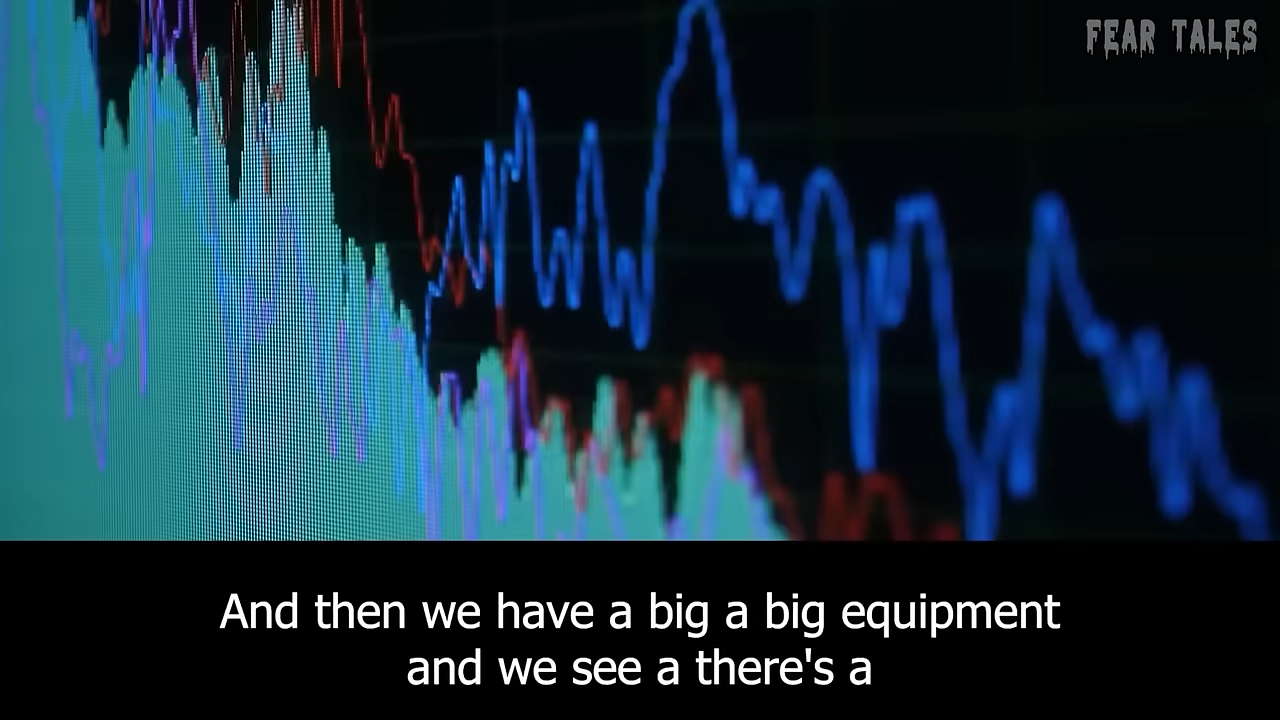 FEAR TALES
And then we have a big a big equipment
and we see a there's a